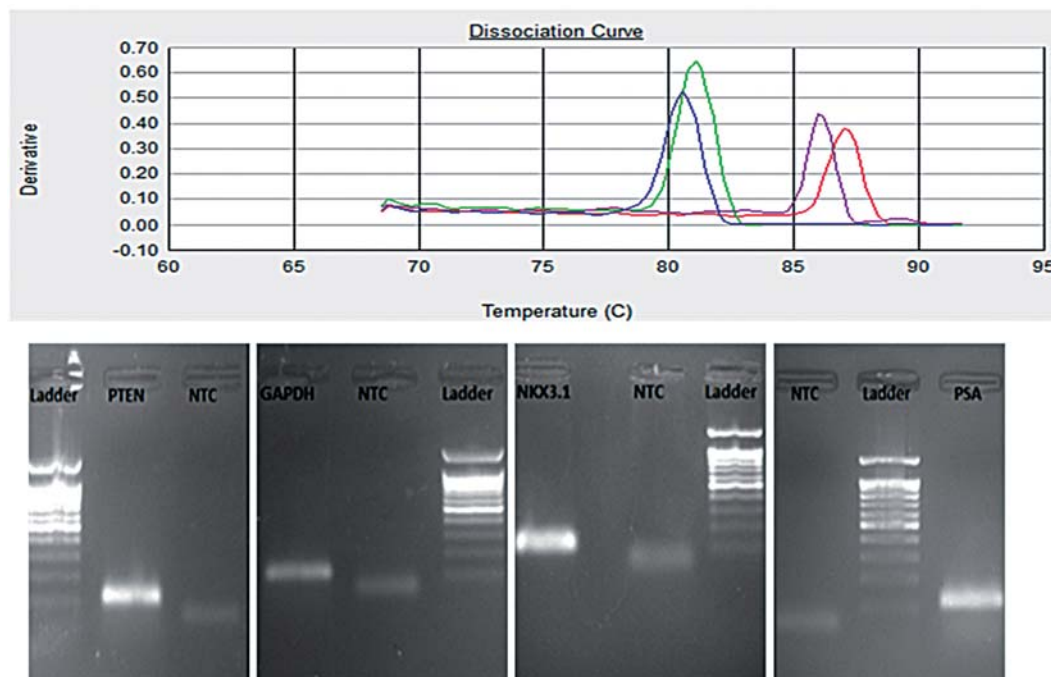 Dissociation Curve
0.70
0.60
0.50
0.40
0.30
0.20
0.10
0.00
-0.10
Derivative
60 65 70 75 80 85 90 95
Temperature (C)
A
Ladder PTEN NTC
GAPDH NTC Ladder
NKX3.1 NTC Ladder
NTC Ladder PSA